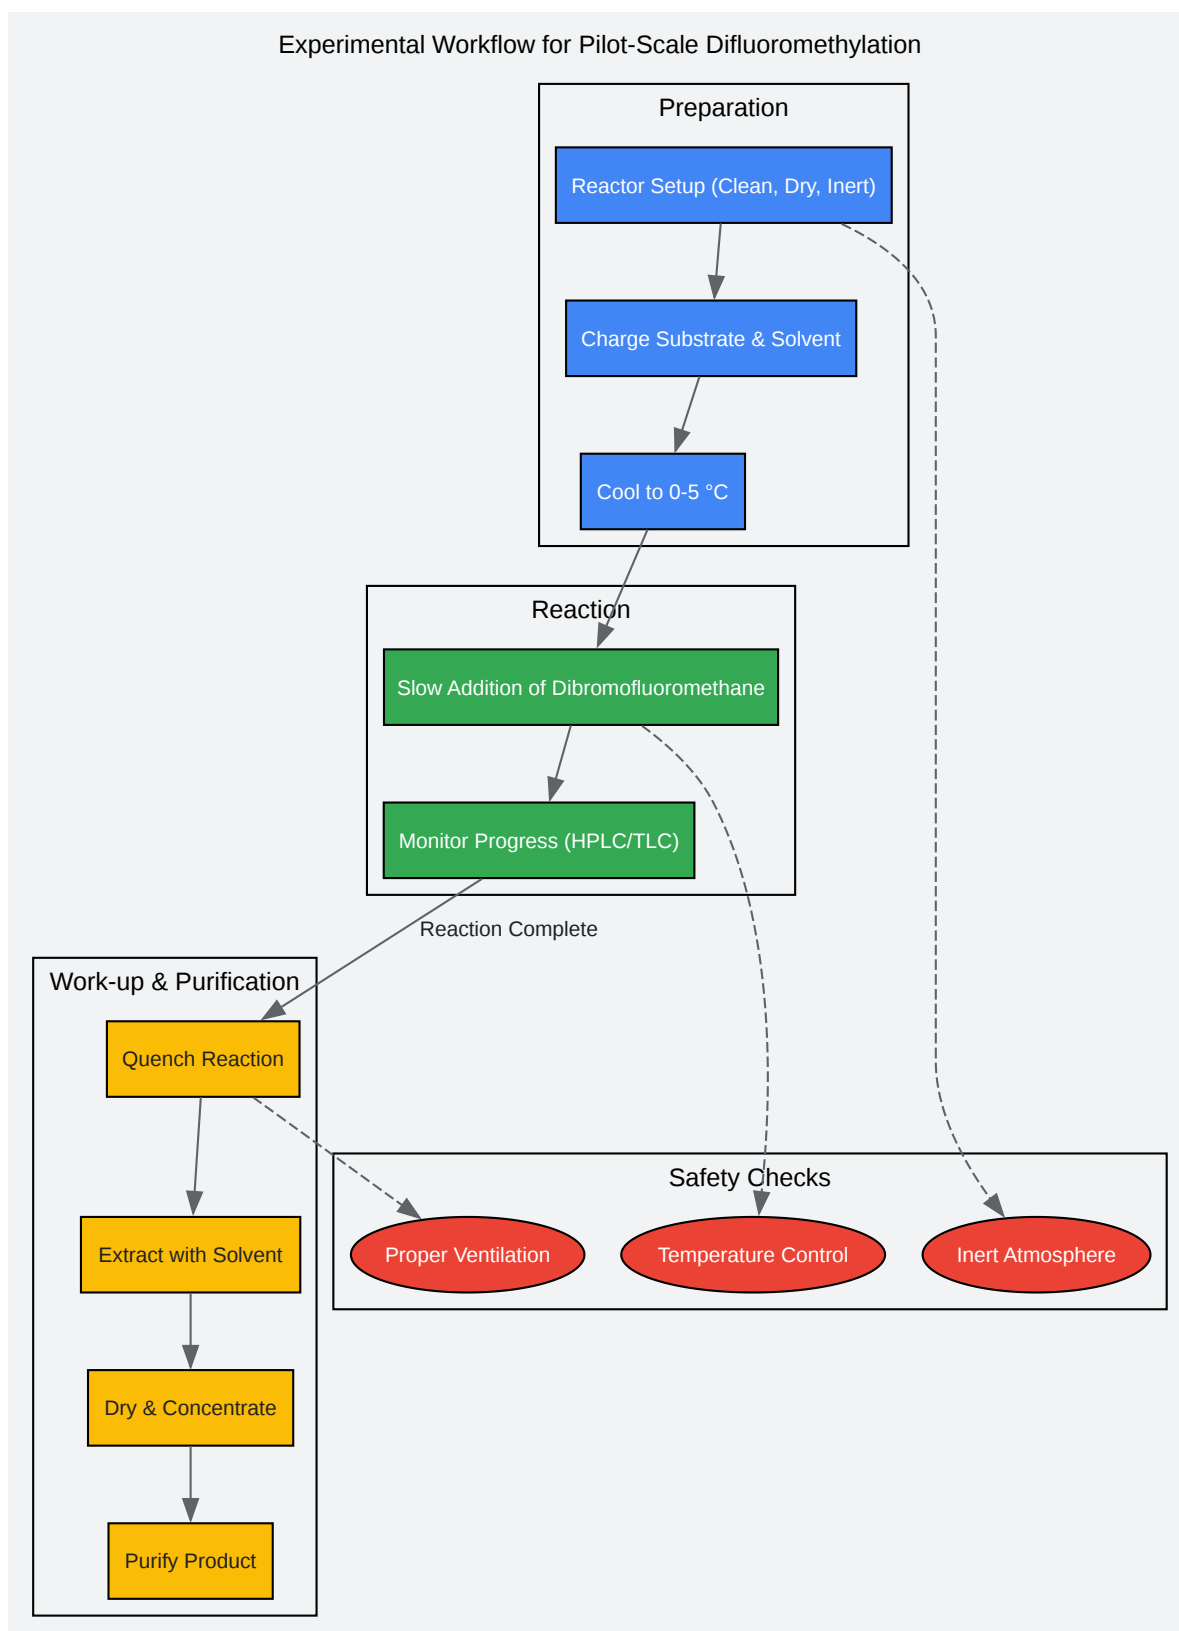 Experimental Workflow for Pilot-Scale Difluoromethylation
Preparation
Reactor Setup (Clean, Dry, Inert)
Charge Substrate & Solvent
Cool to 0-5 °C
Reaction
Slow Addition of Dibromofluoromethane
Monitor Progress (HPLC/TLC)
Reaction Complete
Work-up & Purification
Quench Reaction
Extract with Solvent
Dry & Concentrate
Purify Product
Safety Checks
Proper Ventilation
Temperature Control
Inert Atmosphere